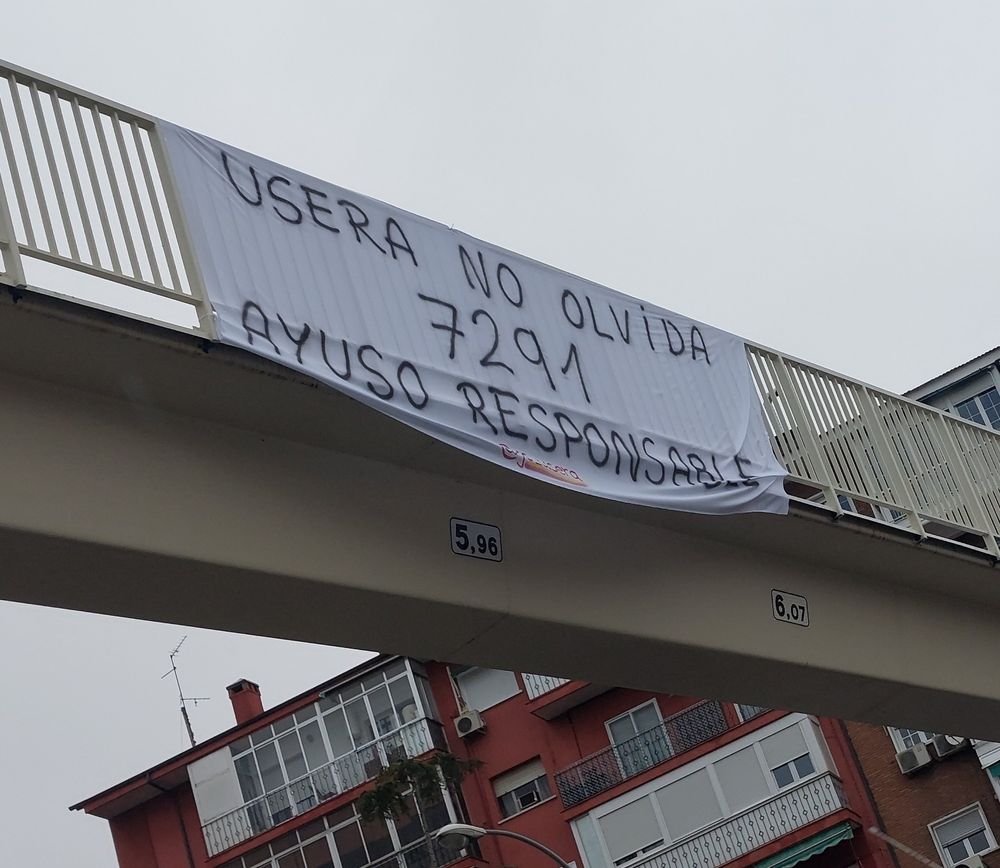 USERA NO OLVIDA
7291
AYUSO RESPONSABLE
5,96
6,07